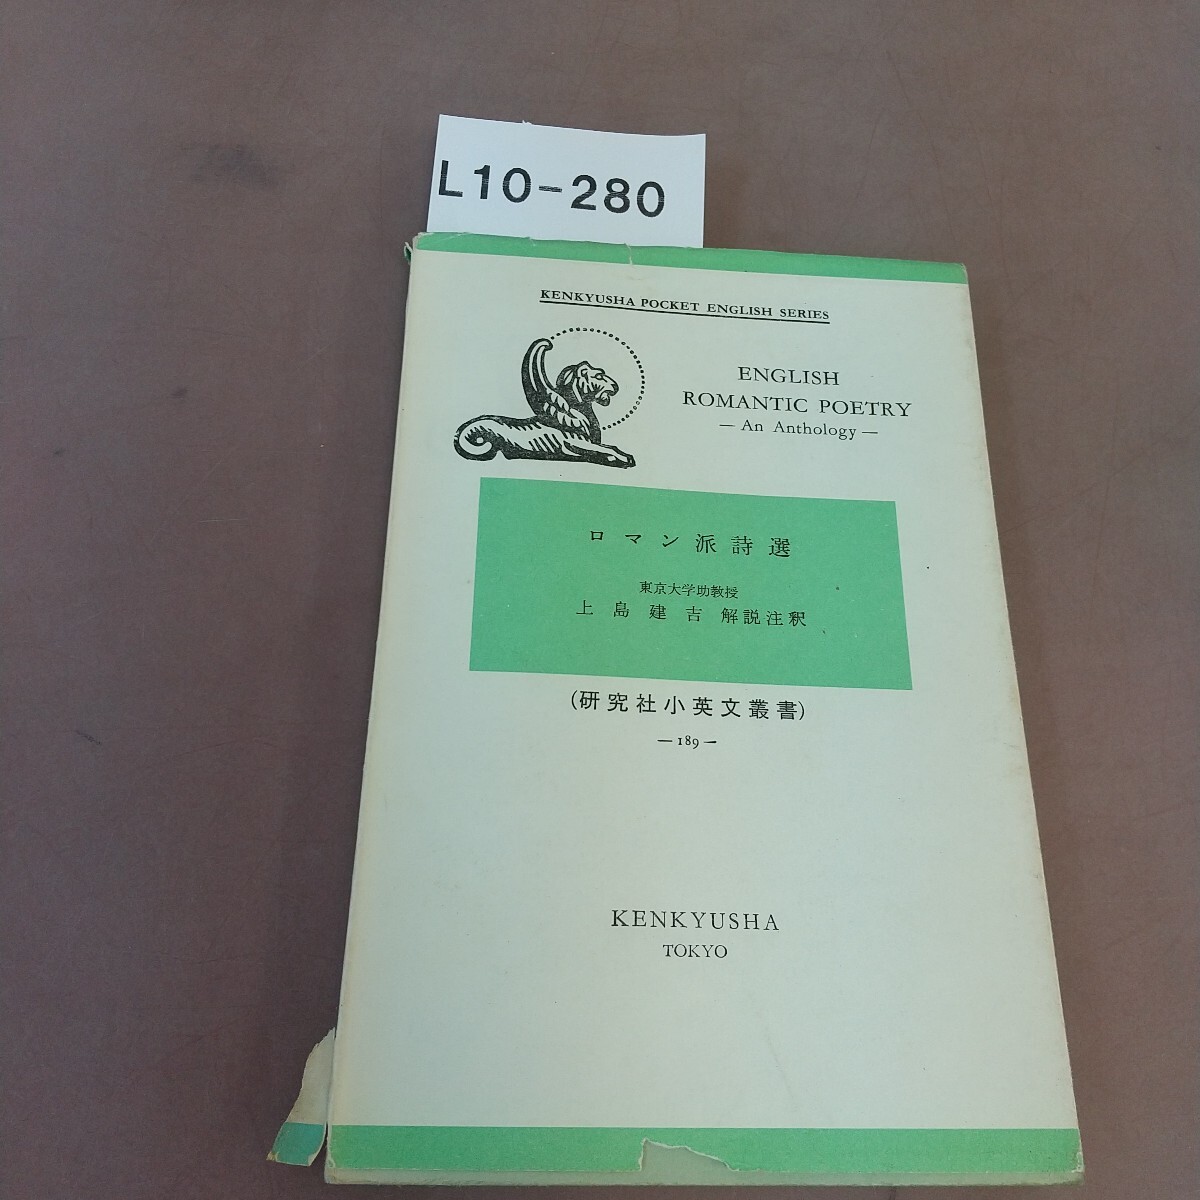 L10-280
KENKYUSHA POCKET ENGLISH SERIES
ENGLISH
ROMANTIC POETRY
— An Anthology —
ロマン派詩選
東京大学助教授
上島建吉 解説注釈
(研究社小英文叢書)
— 189 —
KENKYUSHA
TOKYO